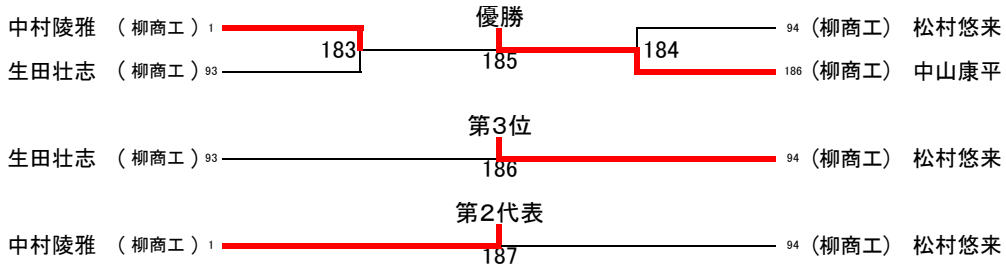 優勝
中村陵雅 (柳商工) 1 94 (柳商工) 松村悠来
183 184
185
生田壮志 (柳商工) 93 186 (柳商工) 中山康平
第3位
生田壮志 (柳商工) 93 94 (柳商工) 松村悠来
186
第2代表
中村陵雅 (柳商工) 1 94 (柳商工) 松村悠来
187